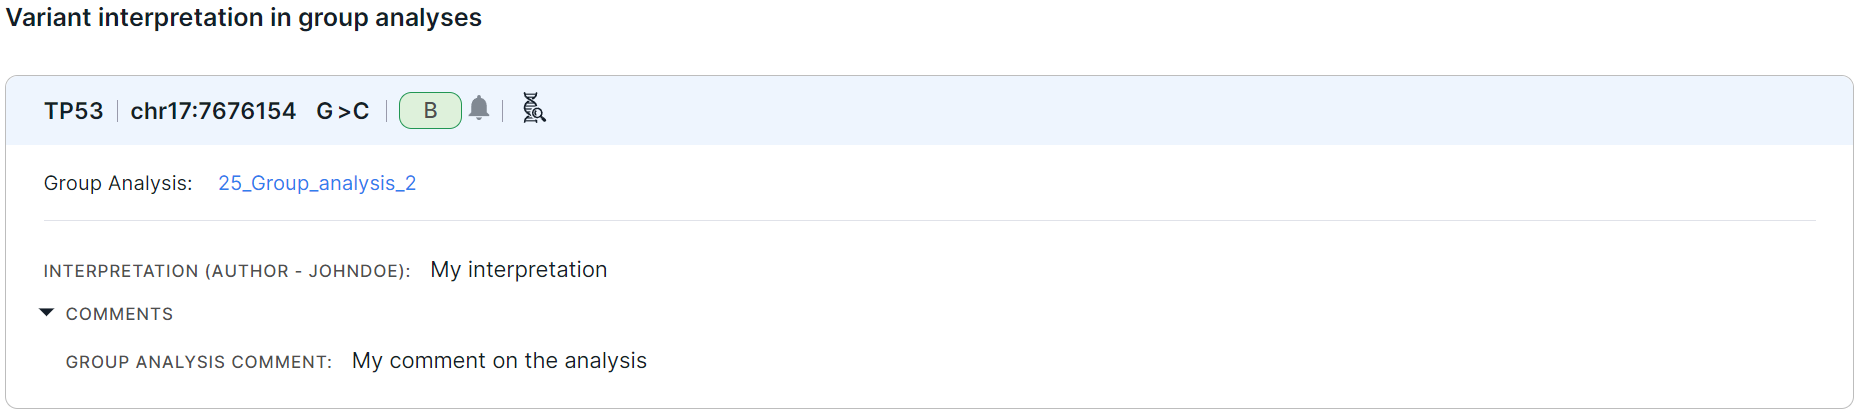 Variant interpretation in group analyses
TP53 chr17:7676154 G>C B
Group Analysis: 25_Group_analysis_2
INTERPRETATION (AUTHOR - JOHNDOE): My interpretation
COMMENTS
GROUP ANALYSIS COMMENT: My comment on the analysis